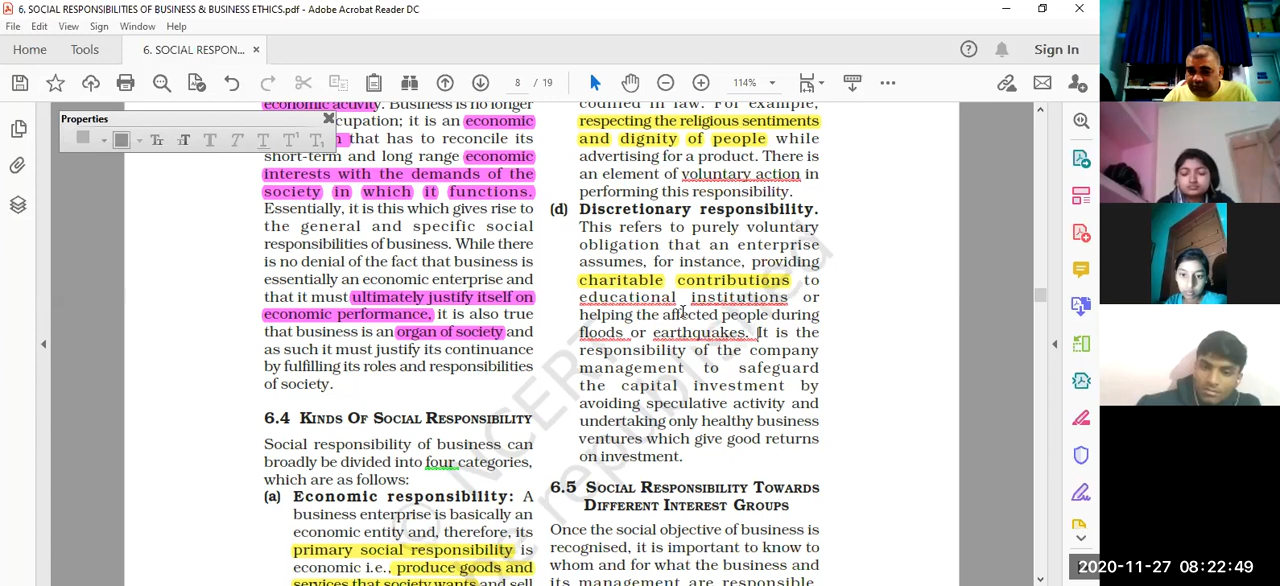 6. SOCIAL RESPONSIBILITIES OF BUSINESS & BUSINESS ETHICS.pdf - Adobe Acrobat Reader DC
File Edit View Sign Window Help
Home Tools 6. SOCIAL RESPON... × Sign In
8 / 19 114%
Properties
economic activity. Business is no longer
cupation; it is an economic
that has to reconcile its
short-term and long range economic
interests with the demands of the
society in which it functions.
Essentially, it is this which gives rise to
the general and specific social
responsibilities of business. While there
is no denial of the fact that business is
essentially an economic enterprise and
that it must ultimately justify itself on
economic performance, it is also true
that business is an organ of society and
as such it must justify its continuance
by fulfilling its roles and responsibilities
of society.
6.4 KINDS OF SOCIAL RESPONSIBILITY
Social responsibility of business can
broadly be divided into four categories,
which are as follows:
(a) Economic responsibility: A
business enterprise is basically an
economic entity and, therefore, its
primary social responsibility is
economic i.e., produce goods and
services that society wants and sell
codified in law. For example,
respecting the religious sentiments
and dignity of people while
advertising for a product. There is
an element of voluntary action in
performing this responsibility.
(d) Discretionary responsibility.
This refers to purely voluntary
obligation that an enterprise
assumes, for instance, providing
charitable contributions to
educational institutions or
helping the affected people during
floods or earthquakes. It is the
responsibility of the company
management to safeguard
the capital investment by
avoiding speculative activity and
undertaking only healthy business
ventures which give good returns
on investment.
6.5 SOCIAL RESPONSIBILITY TOWARDS
DIFFERENT INTEREST GROUPS
Once the social objective of business is
recognised, it is important to know to
whom and for what the business and
its management are responsible.
© NCERT
republished
2020-11-27 08:22:49